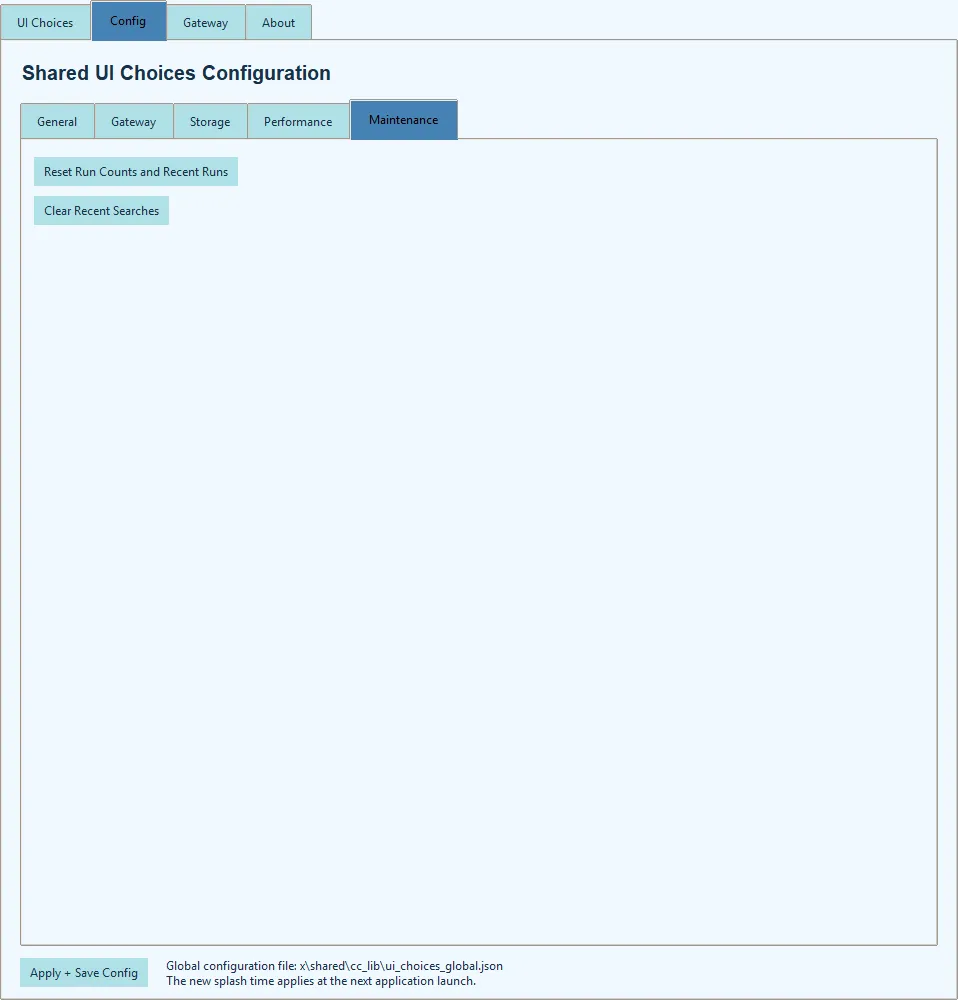 UI Choices
Config
Gateway
About
Shared UI Choices Configuration
General
Gateway
Storage
Performance
Maintenance
Reset Run Counts and Recent Runs
Clear Recent Searches
Apply + Save Config
Global configuration file: x\shared\cc_lib\ui_choices_global.json
The new splash time applies at the next application launch.